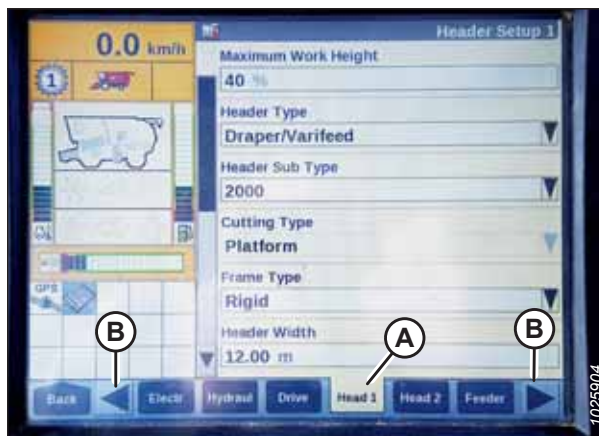 0.0 km/h
Header Setup 1
1
Maximum Work Height
40 %
Header Type
Draper/Varifeed
Header Sub Type
2000
Cutting Type
Platform
Frame Type
Rigid
Header Width
12.00 m
GPS
B
A
B
Back Electr Hydraul Drive Head 1 Head 2 Feeder
1025904